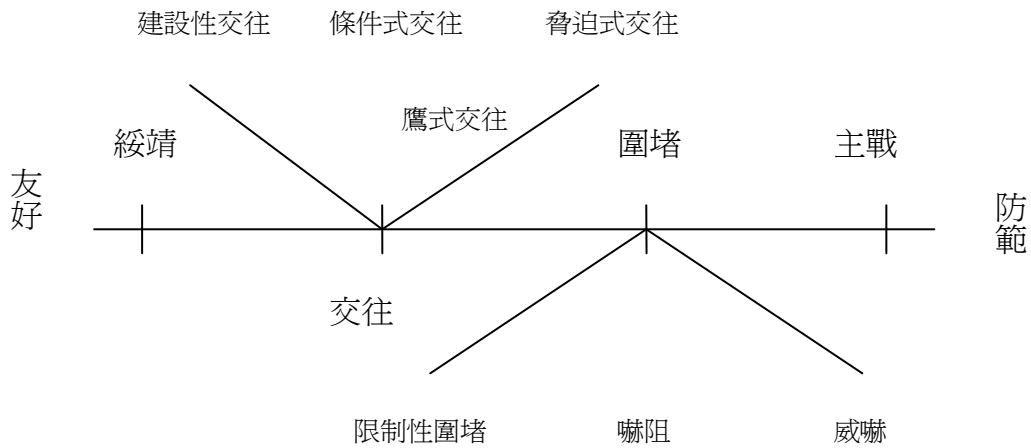 建設性交往 條件式交往 脅迫式交往
鷹式交往
綏靖 圍堵 主戰
友好
防範
交往
限制性圍堵 嚇阻 威嚇